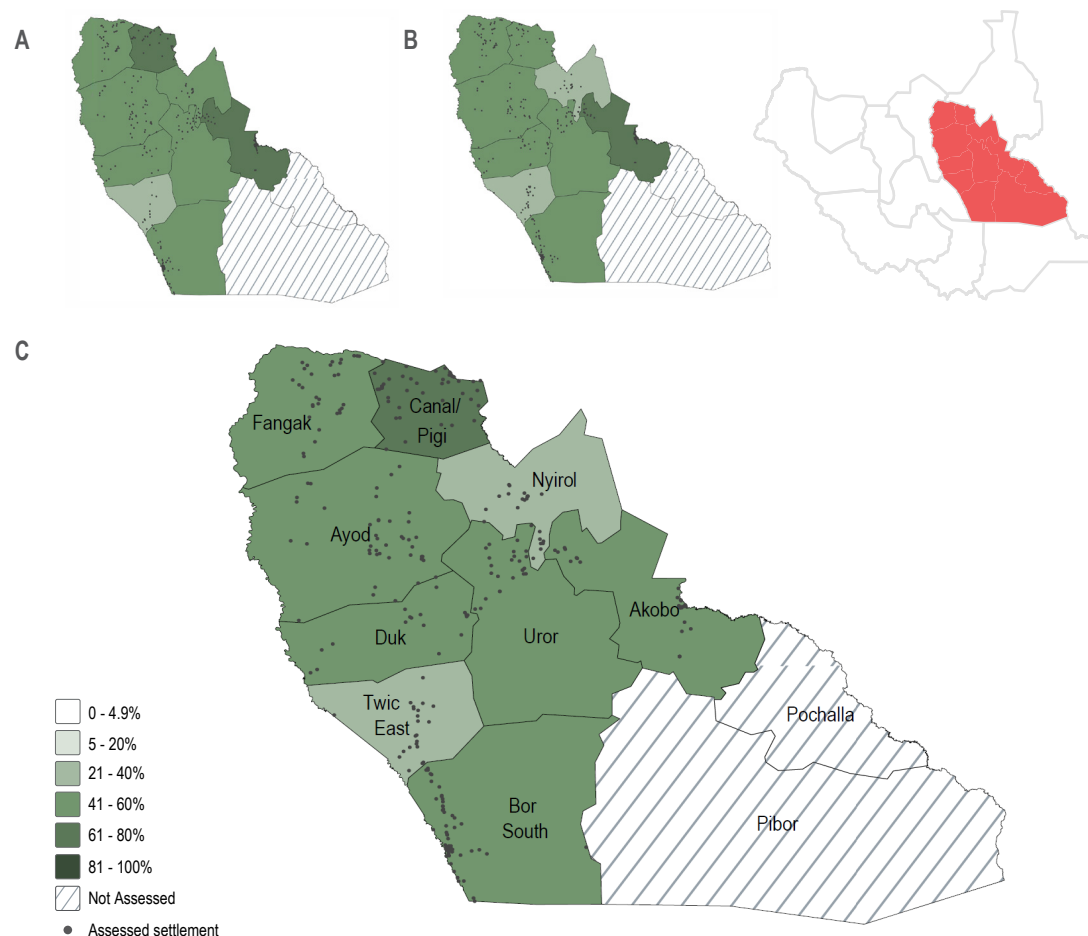 A
B
C
Canal/
Pigi
Fangak
Nyirol
Ayod
Akobo
Duk
Uror
Twic
East
Pochalla
Bor
South
Pibor
0 - 4.9%
5 - 20%
21 - 40%
41 - 60%
61 - 80%
81 - 100%
Not Assessed
Assessed settlement